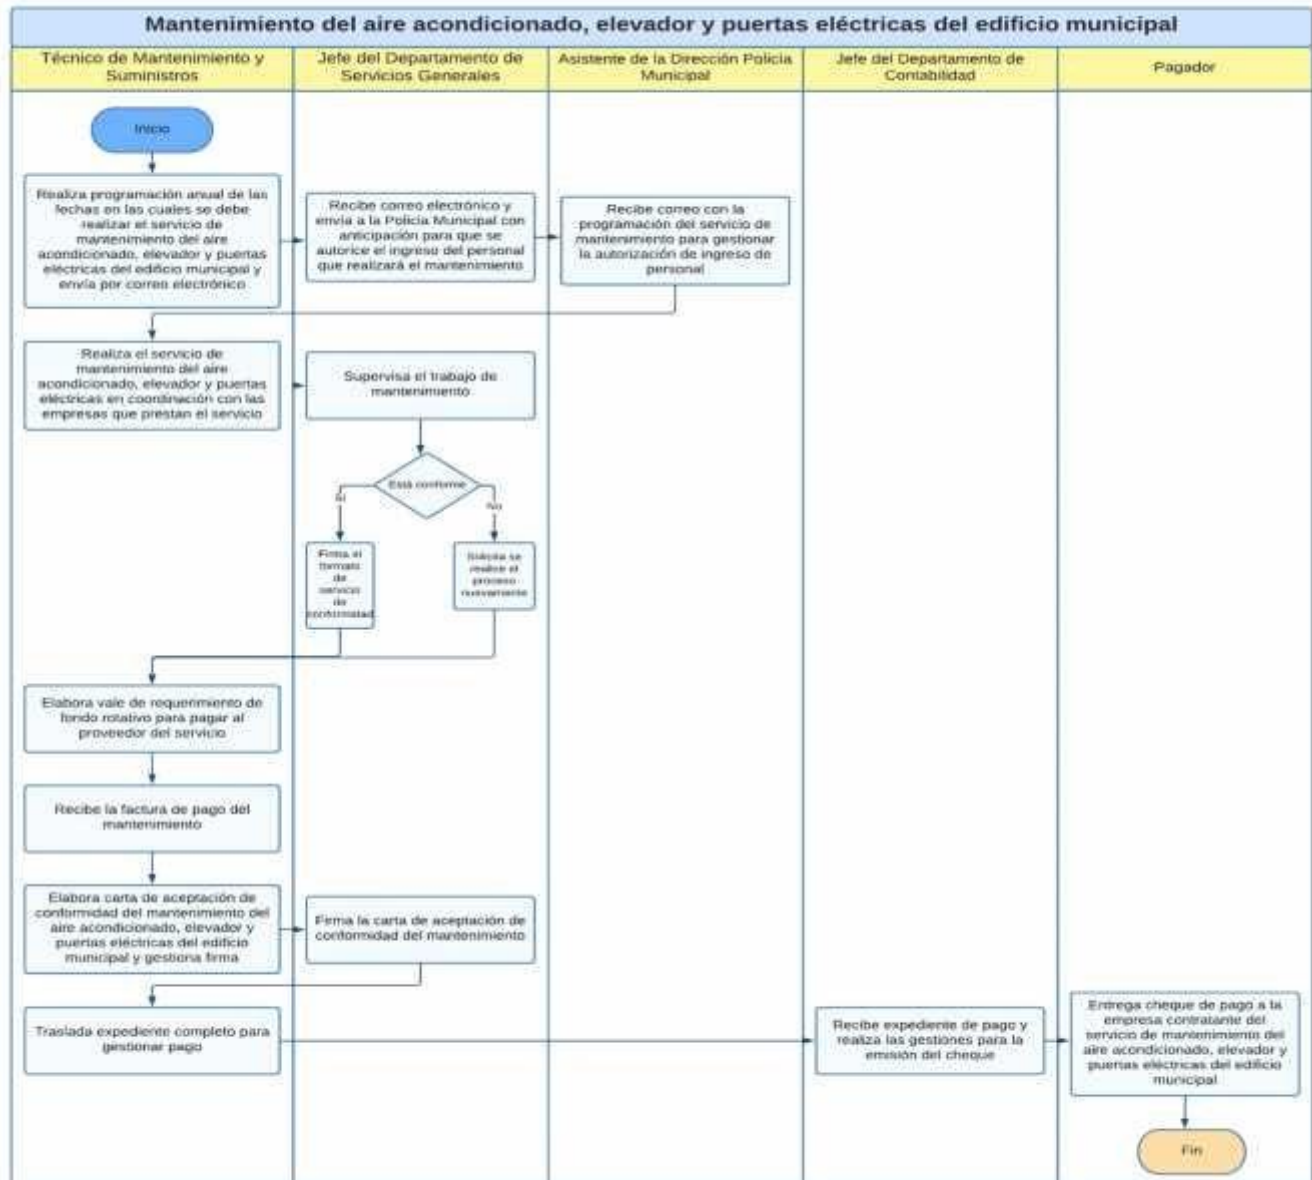 Mantenimiento del aire acondicionado, elevador y puertas eléctricas del edificio municipal
Técnico de Mantenimiento y
Suministros
Jefe del Departamento de
Servicios Generales
Asistente de la Dirección Policía
Municipal
Jefe del Departamento de
Contabilidad
Pagador
Inicio
Realiza programación anual de las
fechas en las cuales se debe
realizar el servicio de
mantenimiento del aire
acondicionado, elevador y puertas
eléctricas del edificio municipal y
envía por correo electrónico
Recibe correo electrónico y
envía a la Policía Municipal con
anticipación para que se
autorice el ingreso del personal
que realizará el mantenimiento
Recibe correo con la
programación del servicio de
mantenimiento para gestionar
la autorización de ingreso de
personal
Realiza el servicio de
mantenimiento del aire
acondicionado, elevador y puertas
eléctricas en coordinación con las
empresas que prestan el servicio
Supervisa el trabajo de
mantenimiento
Está conforme
Si
No
Firma el
formato
de
servicio
de
conformidad
Solicita se
realice el
proceso
nuevamente
Elabora vale de requerimiento de
fondo rotativo para pagar al
proveedor del servicio
Recibe la factura de pago del
mantenimiento
Elabora carta de aceptación de
conformidad del mantenimiento del
aire acondicionado, elevador y
puertas eléctricas del edificio
municipal y gestiona firma
Firma la carta de aceptación de
conformidad del mantenimiento
Traslada expediente completo para
gestionar pago
Recibe expediente de pago y
realiza las gestiones para la
emisión del cheque
Entrega cheque de pago a la
empresa contratante del
servicio de mantenimiento del
aire acondicionado, elevador y
puertas eléctricas del edificio
municipal
Fin